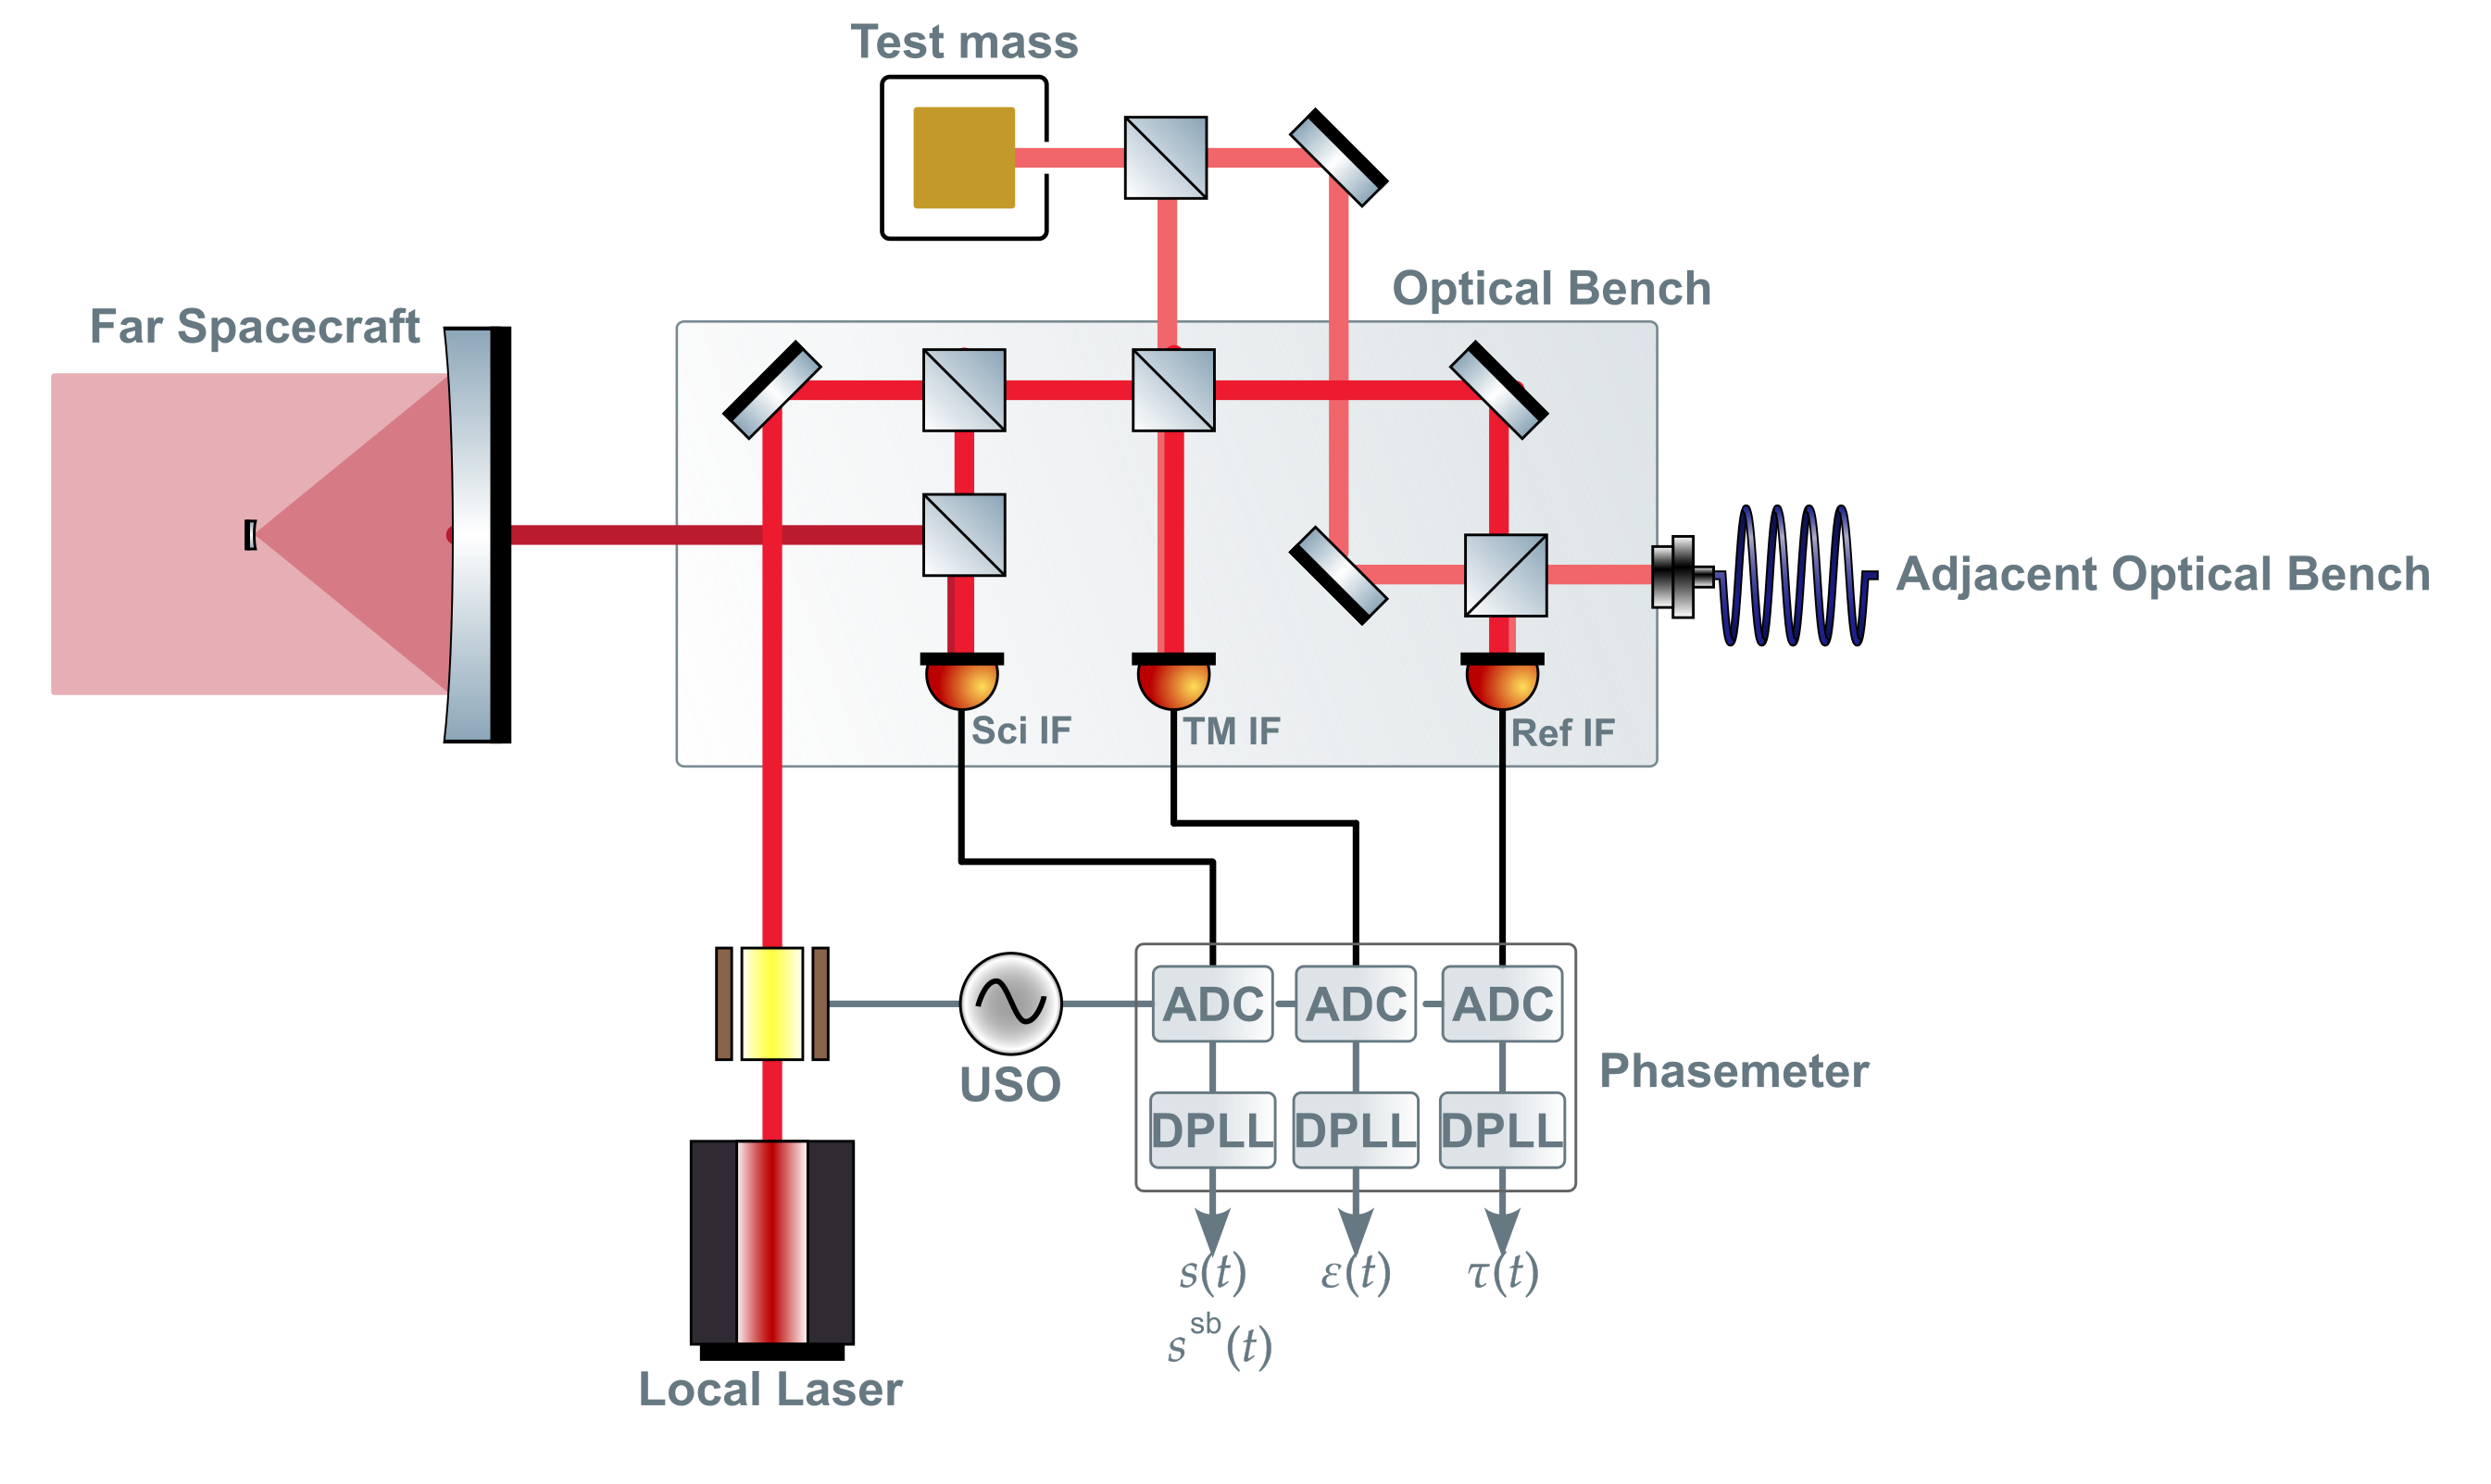 Test mass
Optical Bench
Far Spacecraft
Adjacent Optical Bench
Sci IF
TM IF
Ref IF
ADC
ADC
ADC
USO
Phasemeter
DPLL
DPLL
DPLL
s(t)
ε(t)
τ(t)
s^sb(t)
Local Laser